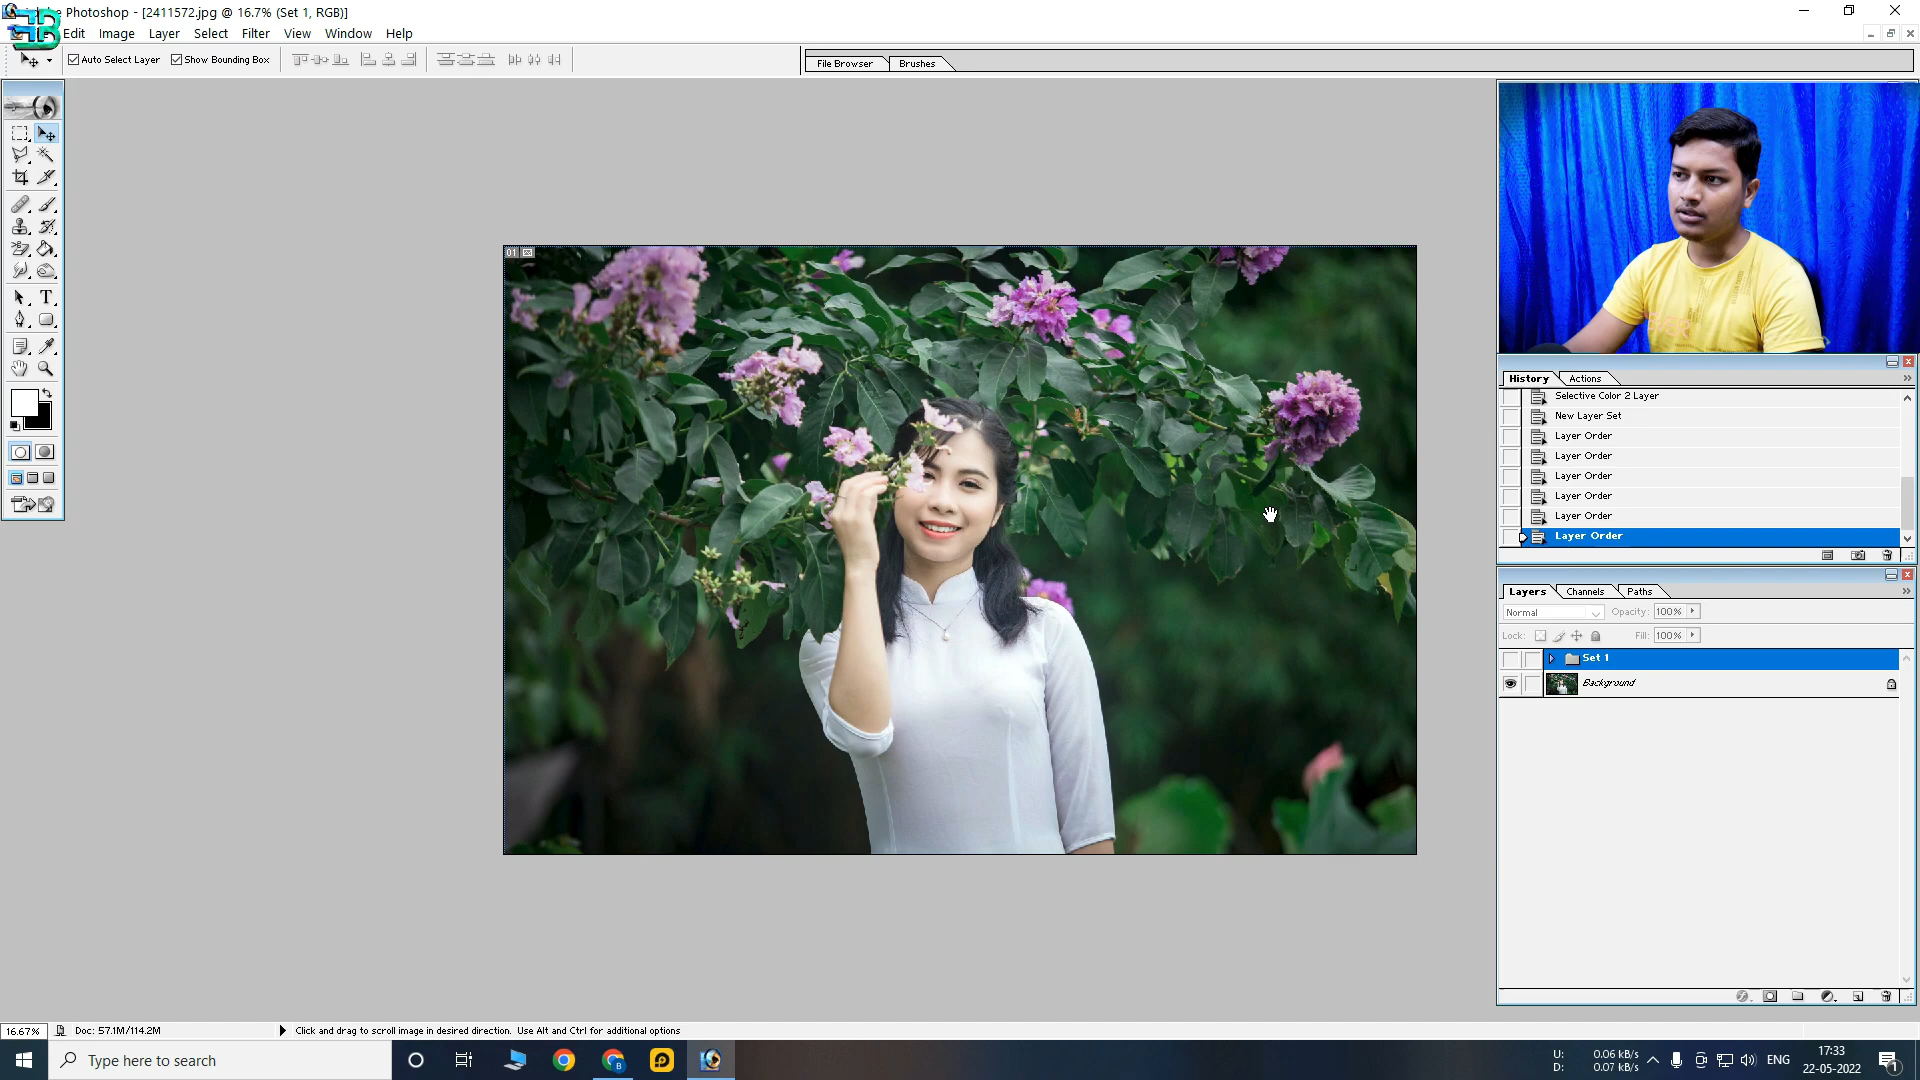 Photoshop - [2411572.jpg @ 16.7% (Set 1, RGB)]
Edit Image Layer Select Filter View Window Help
Auto Select Layer Show Bounding Box
File Browser Brushes
01
History Actions
Selective Color 2 Layer
New Layer Set
Layer Order
Layer Order
Layer Order
Layer Order
Layer Order
Layer Order
Layers Channels Paths
Normal Opacity: 100%
Lock: Fill: 100%
Set 1
Background
16.67% Doc: 57.1M/114.2M Click and drag to scroll image in desired direction. Use Alt and Ctrl for additional options
Type here to search
U: 0.06 kB/s
D: 0.07 kB/s
ENG
17:33
22-05-2022
1